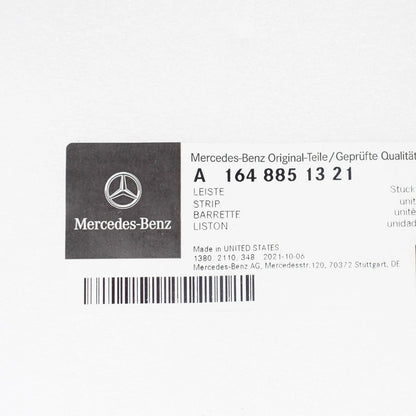 Mercedes-Benz Original-Teile/Geprüfte Qualität
A 164 885 13 21
LEISTE Stuck
STRIP unit
BARRETTE unité
LISTON unidad
Mercedes-Benz
Made in UNITED STATES
1380. 2110. 348 2021-10-06
Mercedes-Benz AG, Mercedesstr.120, 70372 Stuttgart, DE